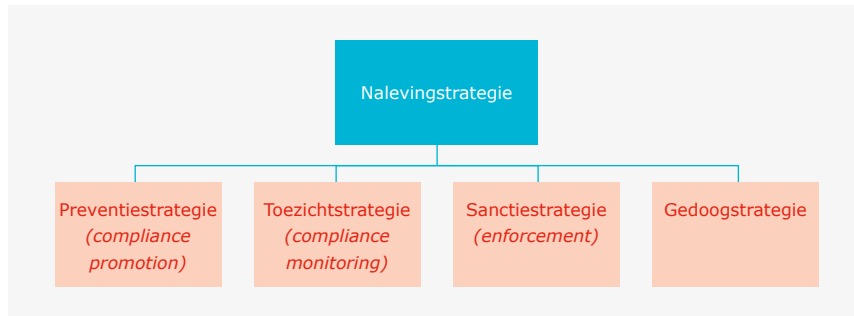 Nalevingstrategie
Preventiestrategie
(compliance
promotion)
Toezichtstrategie
(compliance
monitoring)
Sanctiestrategie
(enforcement)
Gedoogstrategie